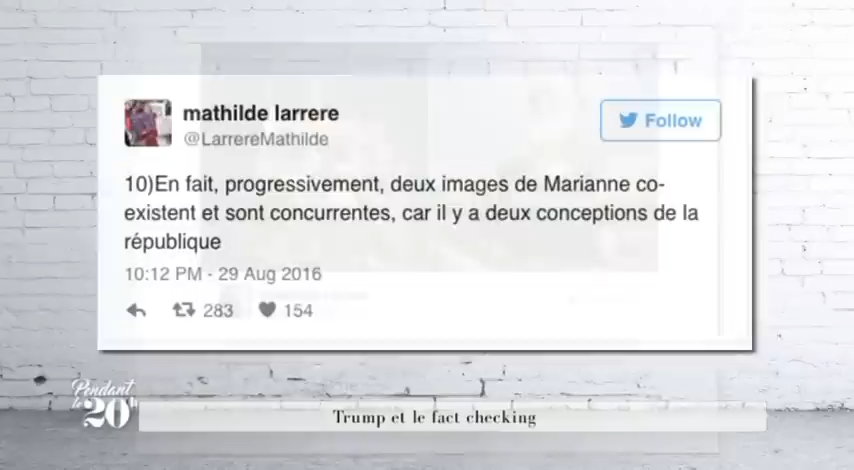 mathilde larrere
@LarrereMathilde
Follow
10)En fait, progressivement, deux images de Marianne co-
existent et sont concurrentes, car il y a deux conceptions de la
république
10:12 PM - 29 Aug 2016
283 154
Pendant
le 20h
Trump et le fact checking